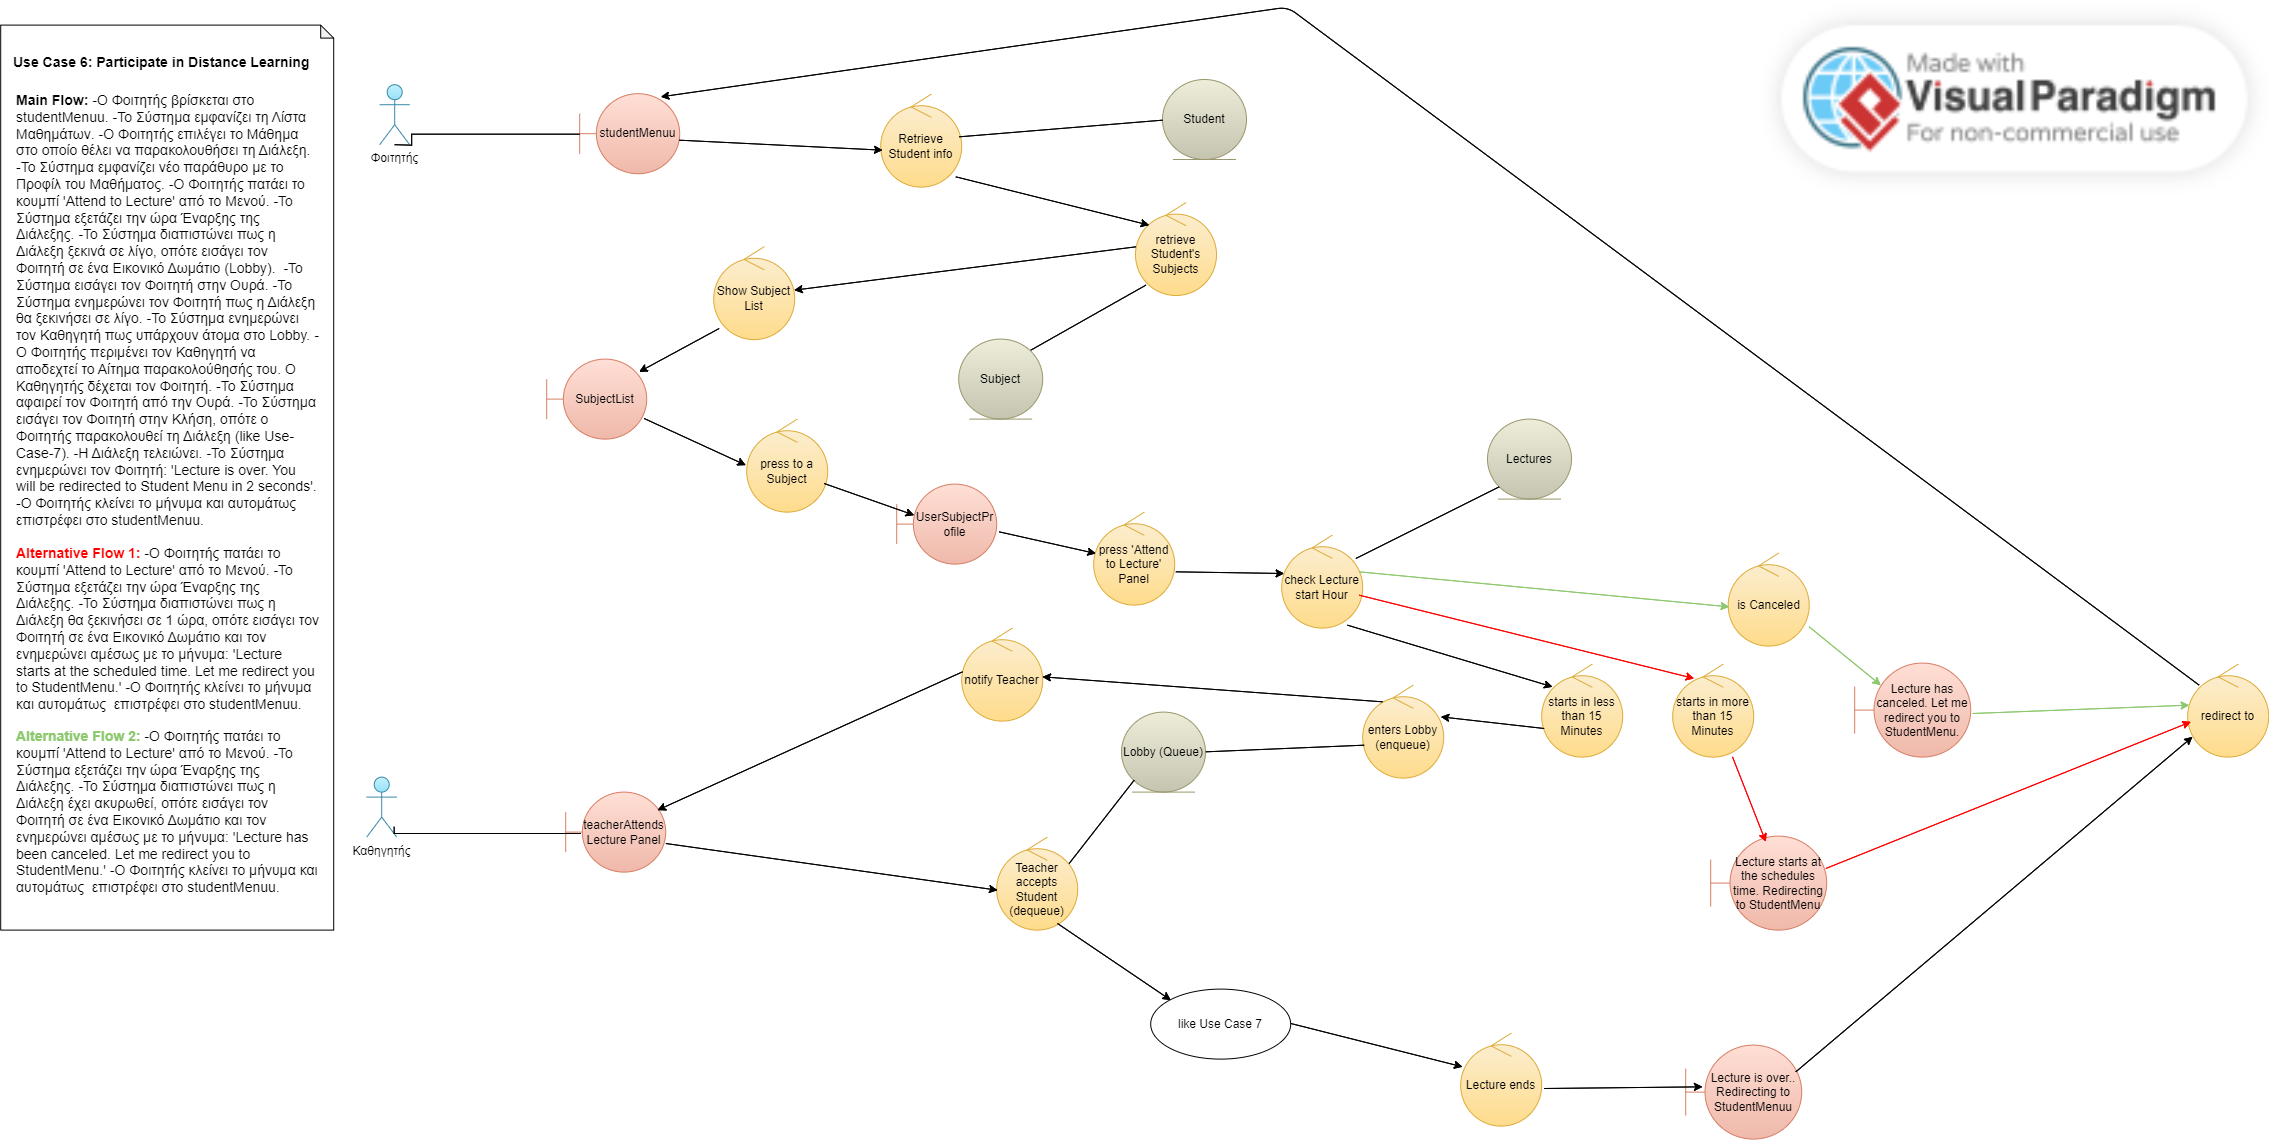 Use Case 6: Participate in Distance Learning
Main Flow: -Ο Φοιτητής βρίσκεται στο
studentMenuu. -Το Σύστημα εμφανίζει τη Λίστα
Μαθημάτων. -Ο Φοιτητής επιλέγει το Μάθημα
στο οποίο θέλει να παρακολουθήσει τη Διάλεξη.
-Το Σύστημα εμφανίζει νέο παράθυρο με το
Προφίλ του Μαθήματος. -Ο Φοιτητής πατάει το
κουμπί 'Attend to Lecture' από το Μενού. -Το
Σύστημα εξετάζει την ώρα Έναρξης της
Διάλεξης. -Το Σύστημα διαπιστώνει πως η
Διάλεξη ξεκινά σε λίγο, οπότε εισάγει τον
Φοιτητή σε ένα Εικονικό Δωμάτιο (Lobby).  -Το
Σύστημα εισάγει τον Φοιτητή στην Ουρά. -Το
Σύστημα ενημερώνει τον Φοιτητή πως η Διάλεξη
θα ξεκινήσει σε λίγο. -Το Σύστημα ενημερώνει
τον Καθηγητή πως υπάρχουν άτομα στο Lobby. -
Ο Φοιτητής περιμένει τον Καθηγητή να
αποδεχτεί το Αίτημα παρακολούθησής του. Ο
Καθηγητής δέχεται τον Φοιτητή. -Το Σύστημα
αφαιρεί τον Φοιτητή από την Ουρά. -Το Σύστημα
εισάγει τον Φοιτητή στην Κλήση, οπότε ο
Φοιτητής παρακολουθεί τη Διάλεξη (like Use-
Case-7). -Η Διάλεξη τελειώνει. -Το Σύστημα
ενημερώνει τον Φοιτητή: 'Lecture is over. You
will be redirected to Student Menu in 2 seconds'.
-Ο Φοιτητής κλείνει το μήνυμα και αυτομάτως
επιστρέφει στο studentMenuu.
Alternative Flow 1: -Ο Φοιτητής πατάει το
κουμπί 'Attend to Lecture' από το Μενού. -Το
Σύστημα εξετάζει την ώρα Έναρξης της
Διάλεξης. -Το Σύστημα διαπιστώνει πως η
Διάλεξη θα ξεκινήσει σε 1 ώρα, οπότε εισάγει τον
Φοιτητή σε ένα Εικονικό Δωμάτιο και τον
ενημερώνει αμέσως με το μήνυμα: 'Lecture
starts at the scheduled time. Let me redirect you
to StudentMenu.' -Ο Φοιτητής κλείνει το μήνυμα
και αυτομάτως  επιστρέφει στο studentMenuu.
Alternative Flow 2: -Ο Φοιτητής πατάει το
κουμπί 'Attend to Lecture' από το Μενού. -Το
Σύστημα εξετάζει την ώρα Έναρξης της
Διάλεξης. -Το Σύστημα διαπιστώνει πως η
Διάλεξη έχει ακυρωθεί, οπότε εισάγει τον
Φοιτητή σε ένα Εικονικό Δωμάτιο και τον
ενημερώνει αμέσως με το μήνυμα: 'Lecture has
been canceled. Let me redirect you to
StudentMenu.' -Ο Φοιτητής κλείνει το μήνυμα και
αυτομάτως  επιστρέφει στο studentMenuu.
Φοιτητής
studentMenuu
Retrieve
Student info
Student
Made with
Visual Paradigm
For non-commercial use
retrieve
Student's
Subjects
Show Subject
List
Subject
SubjectList
press to a
Subject
UserSubjectPr
ofile
press 'Attend
to Lecture'
Panel
check Lecture
start Hour
Lectures
is Canceled
Lecture has
canceled. Let me
redirect you to
StudentMenu.
redirect to
starts in more
than 15
Minutes
starts in less
than 15
Minutes
enters Lobby
(enqueue)
notify Teacher
Lobby (Queue)
Lecture starts at
the schedules
time. Redirecting
to StudentMenu
Καθηγητής
teacherAttends
Lecture Panel
Teacher
accepts
Student
(dequeue)
like Use Case 7
Lecture ends
Lecture is over..
Redirecting to
StudentMenuu